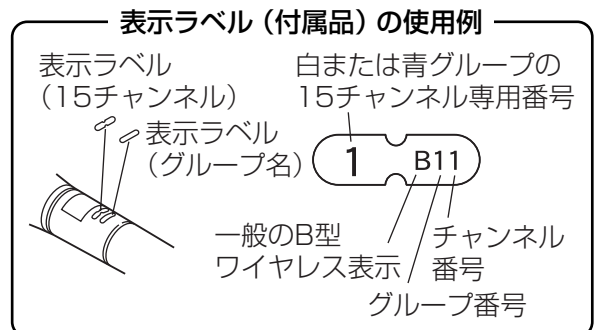 表示ラベル（付属品）の使用例
表示ラベル
（15チャンネル）
白または青グループの
15チャンネル専用番号
表示ラベル
（グループ名）
1 B11
一般のB型
ワイヤレス表示
チャンネル
番号
グループ番号